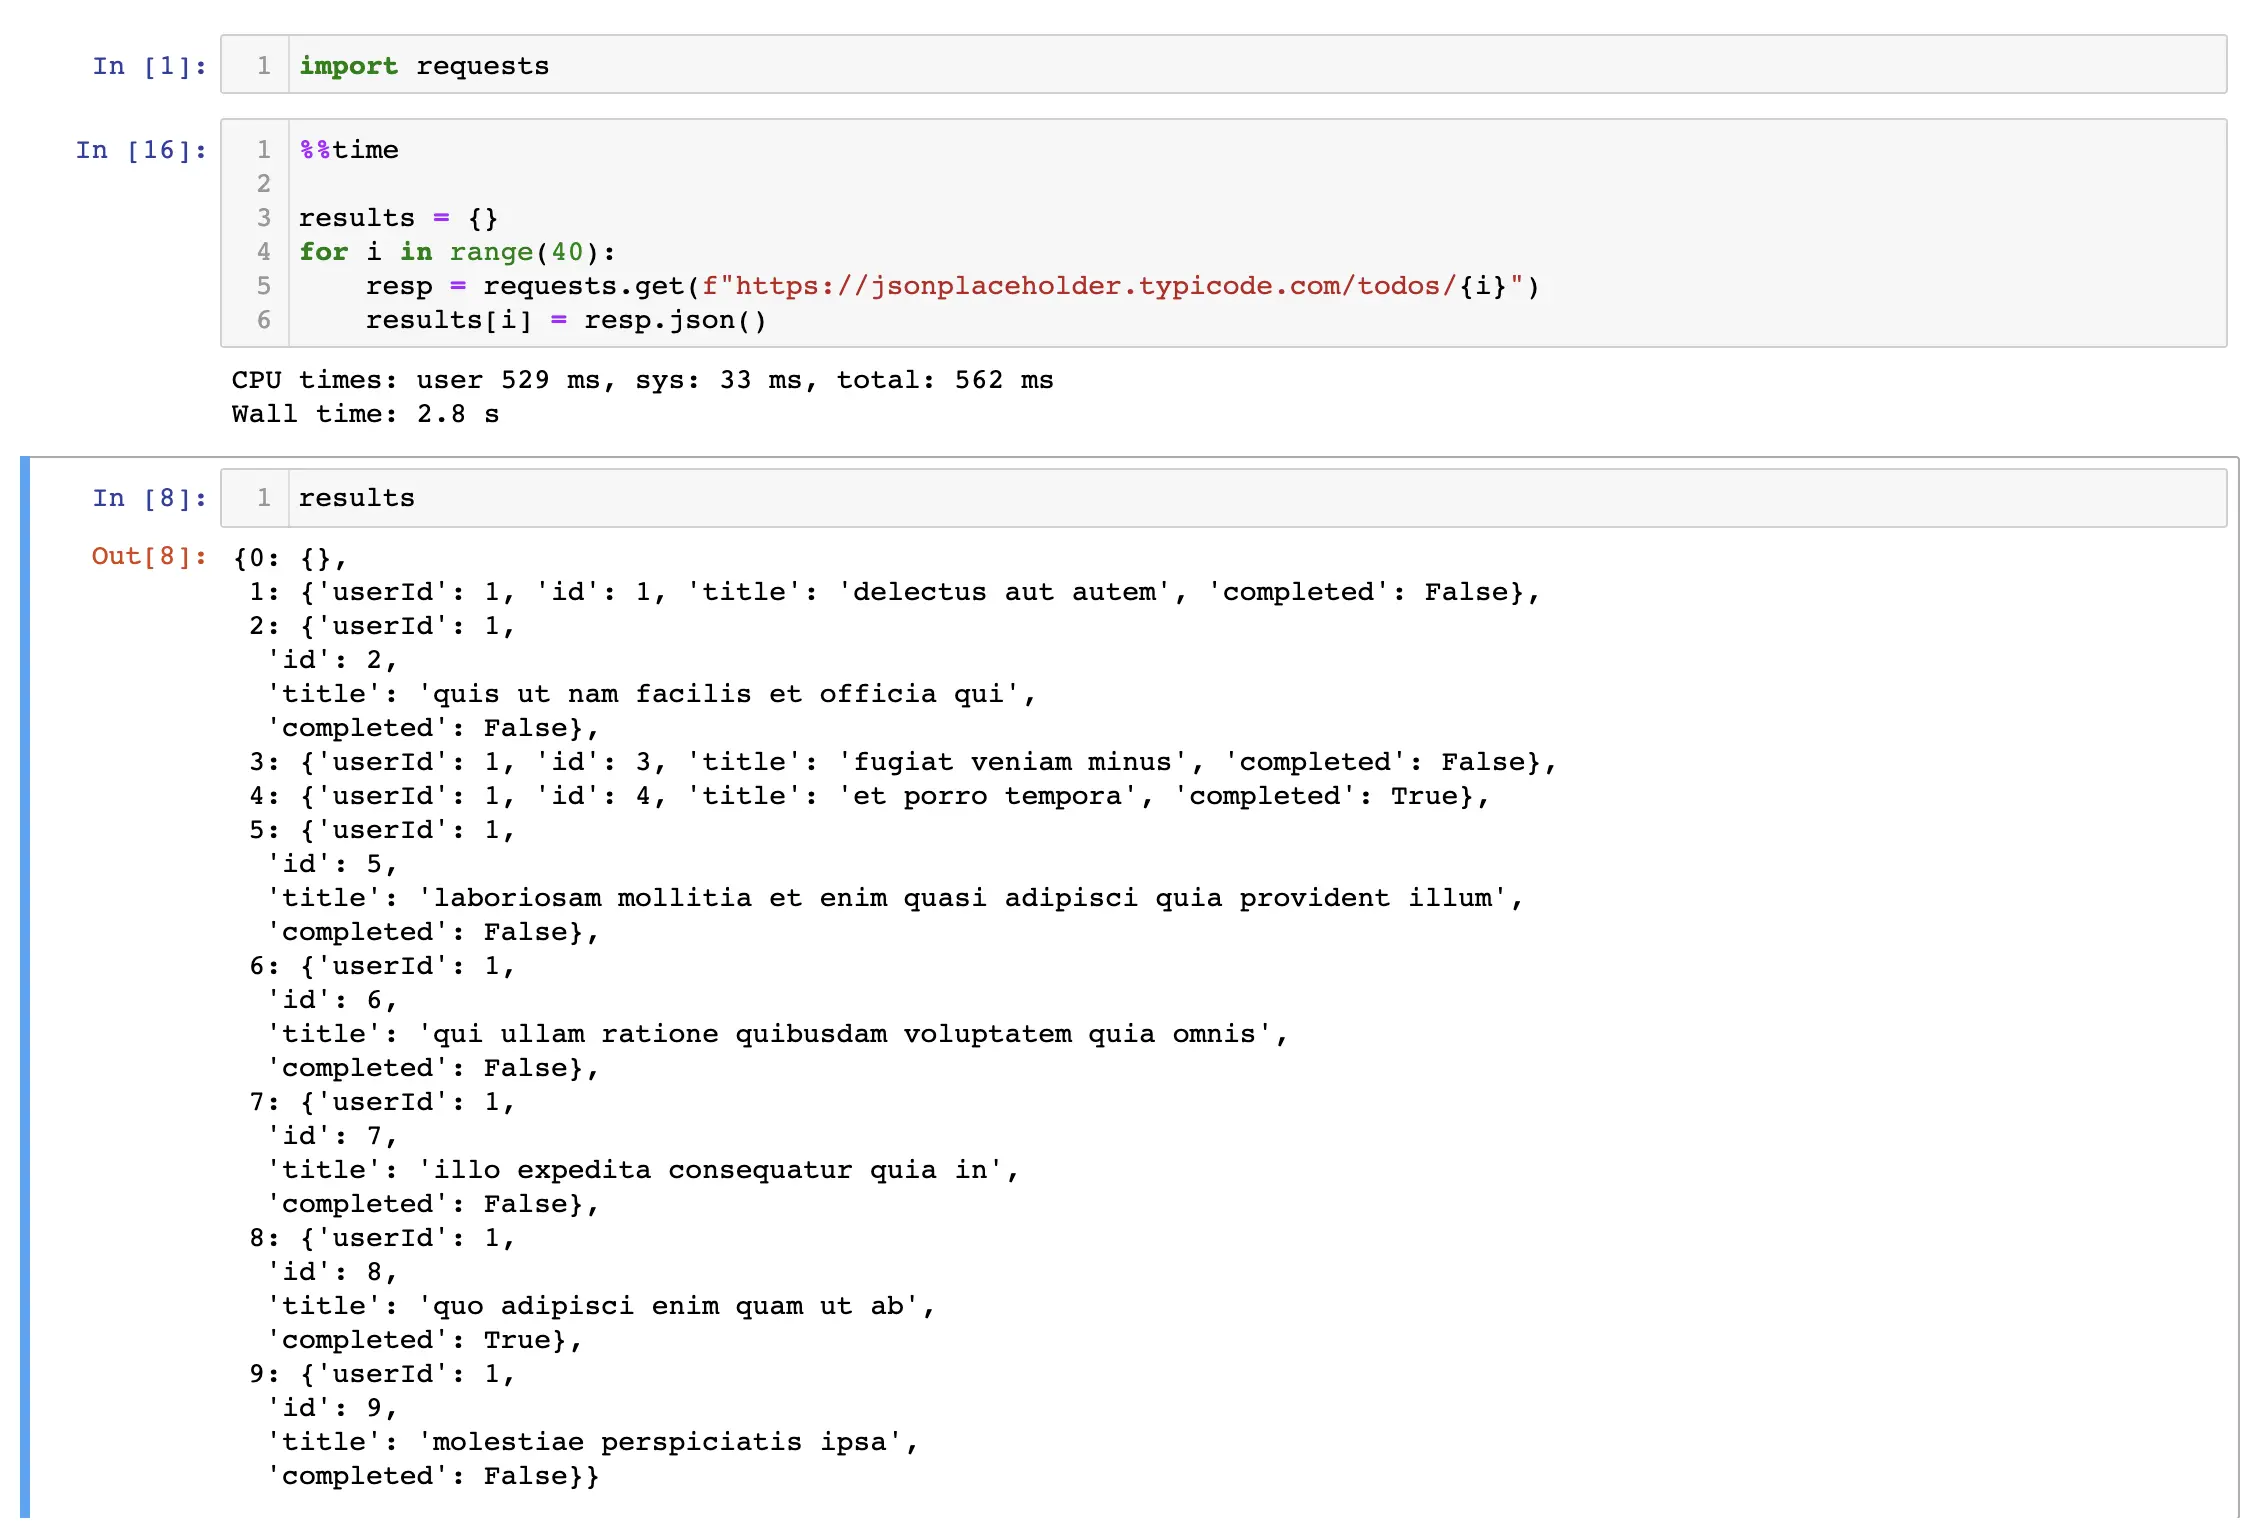 In [1]: 1 import requests
In [16]: 1 %%time
2
3 results = {}
4 for i in range(40):
5     resp = requests.get(f"https://jsonplaceholder.typicode.com/todos/{i}")
6     results[i] = resp.json()
CPU times: user 529 ms, sys: 33 ms, total: 562 ms
Wall time: 2.8 s
In [8]: 1 results
Out[8]: {0: {},
 1: {'userId': 1, 'id': 1, 'title': 'delectus aut autem', 'completed': False},
 2: {'userId': 1,
  'id': 2,
  'title': 'quis ut nam facilis et officia qui',
  'completed': False},
 3: {'userId': 1, 'id': 3, 'title': 'fugiat veniam minus', 'completed': False},
 4: {'userId': 1, 'id': 4, 'title': 'et porro tempora', 'completed': True},
 5: {'userId': 1,
  'id': 5,
  'title': 'laboriosam mollitia et enim quasi adipisci quia provident illum',
  'completed': False},
 6: {'userId': 1,
  'id': 6,
  'title': 'qui ullam ratione quibusdam voluptatem quia omnis',
  'completed': False},
 7: {'userId': 1,
  'id': 7,
  'title': 'illo expedita consequatur quia in',
  'completed': False},
 8: {'userId': 1,
  'id': 8,
  'title': 'quo adipisci enim quam ut ab',
  'completed': True},
 9: {'userId': 1,
  'id': 9,
  'title': 'molestiae perspiciatis ipsa',
  'completed': False}}